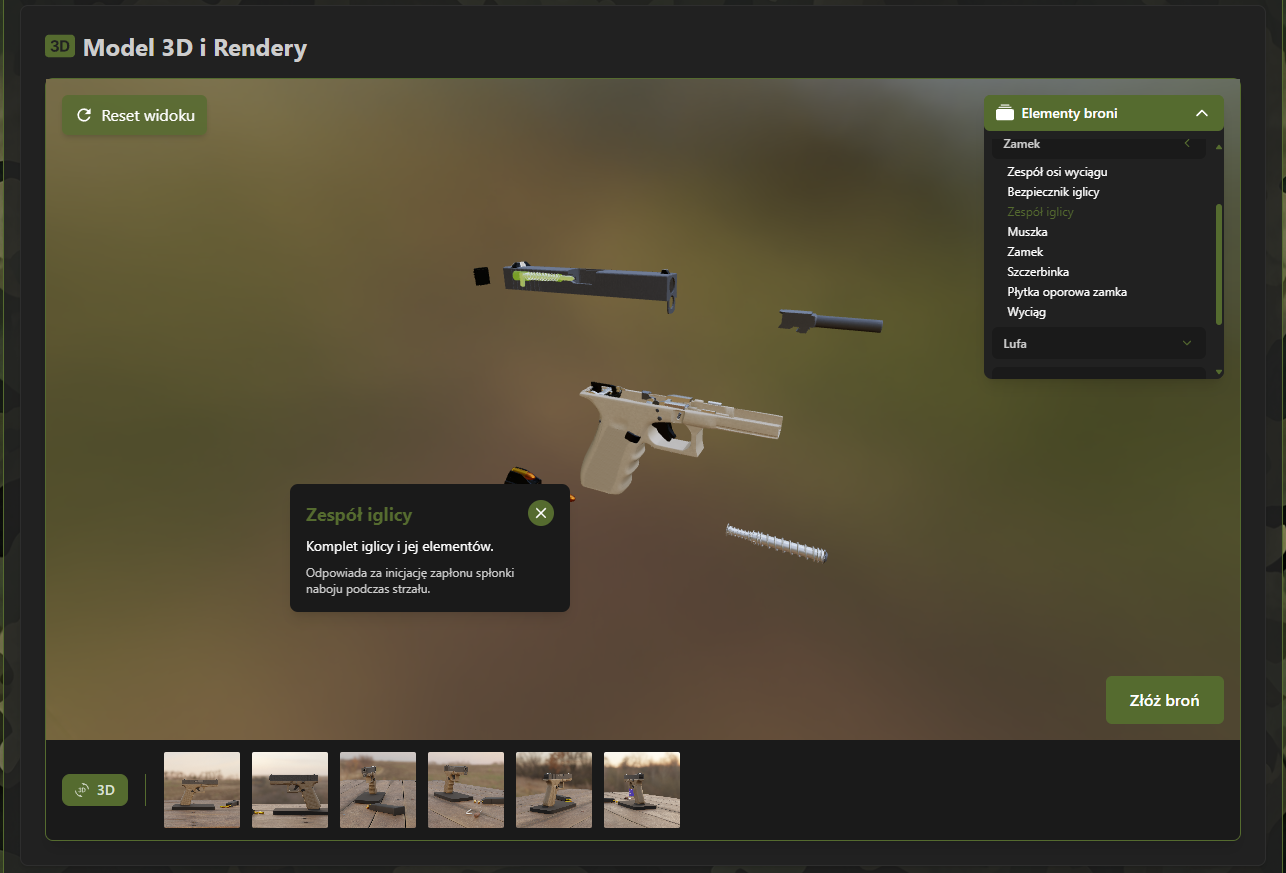 3D Model 3D i Rendery
Reset widoku
Elementy broni
Zamek
Zespół osi wyciągu
Bezpiecznik iglicy
Zespół iglicy
Muszka
Zamek
Szczerbinka
Płytka oporowa zamka
Wyciąg
Lufa
Zespół iglicy
Komplet iglicy i jej elementów.
Odpowiada za inicjację zapłonu spłonki
naboju podczas strzału.
Złóż broń
3D 3D